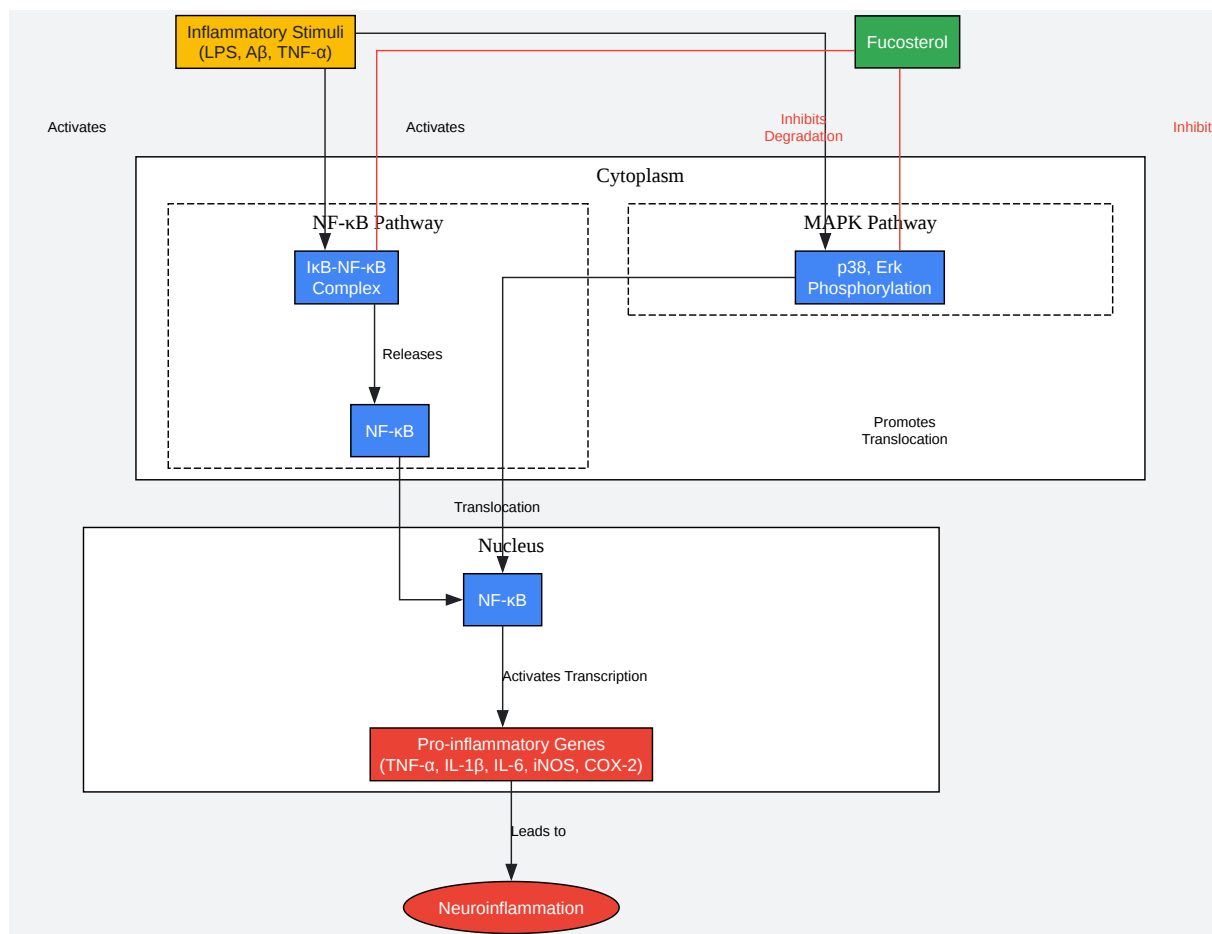 Inflammatory Stimuli
(LPS, Aβ, TNF-α)
Fucosterol
Activates
Activates
Inhibits
Degradation
Inhibit
Cytoplasm
NF-κB Pathway
MAPK Pathway
IκB-NF-κB
Complex
p38, Erk
Phosphorylation
Releases
NF-κB
Promotes
Translocation
Translocation
Nucleus
NF-κB
Activates Transcription
Pro-inflammatory Genes
(TNF-α, IL-1β, IL-6, iNOS, COX-2)
Leads to
Neuroinflammation